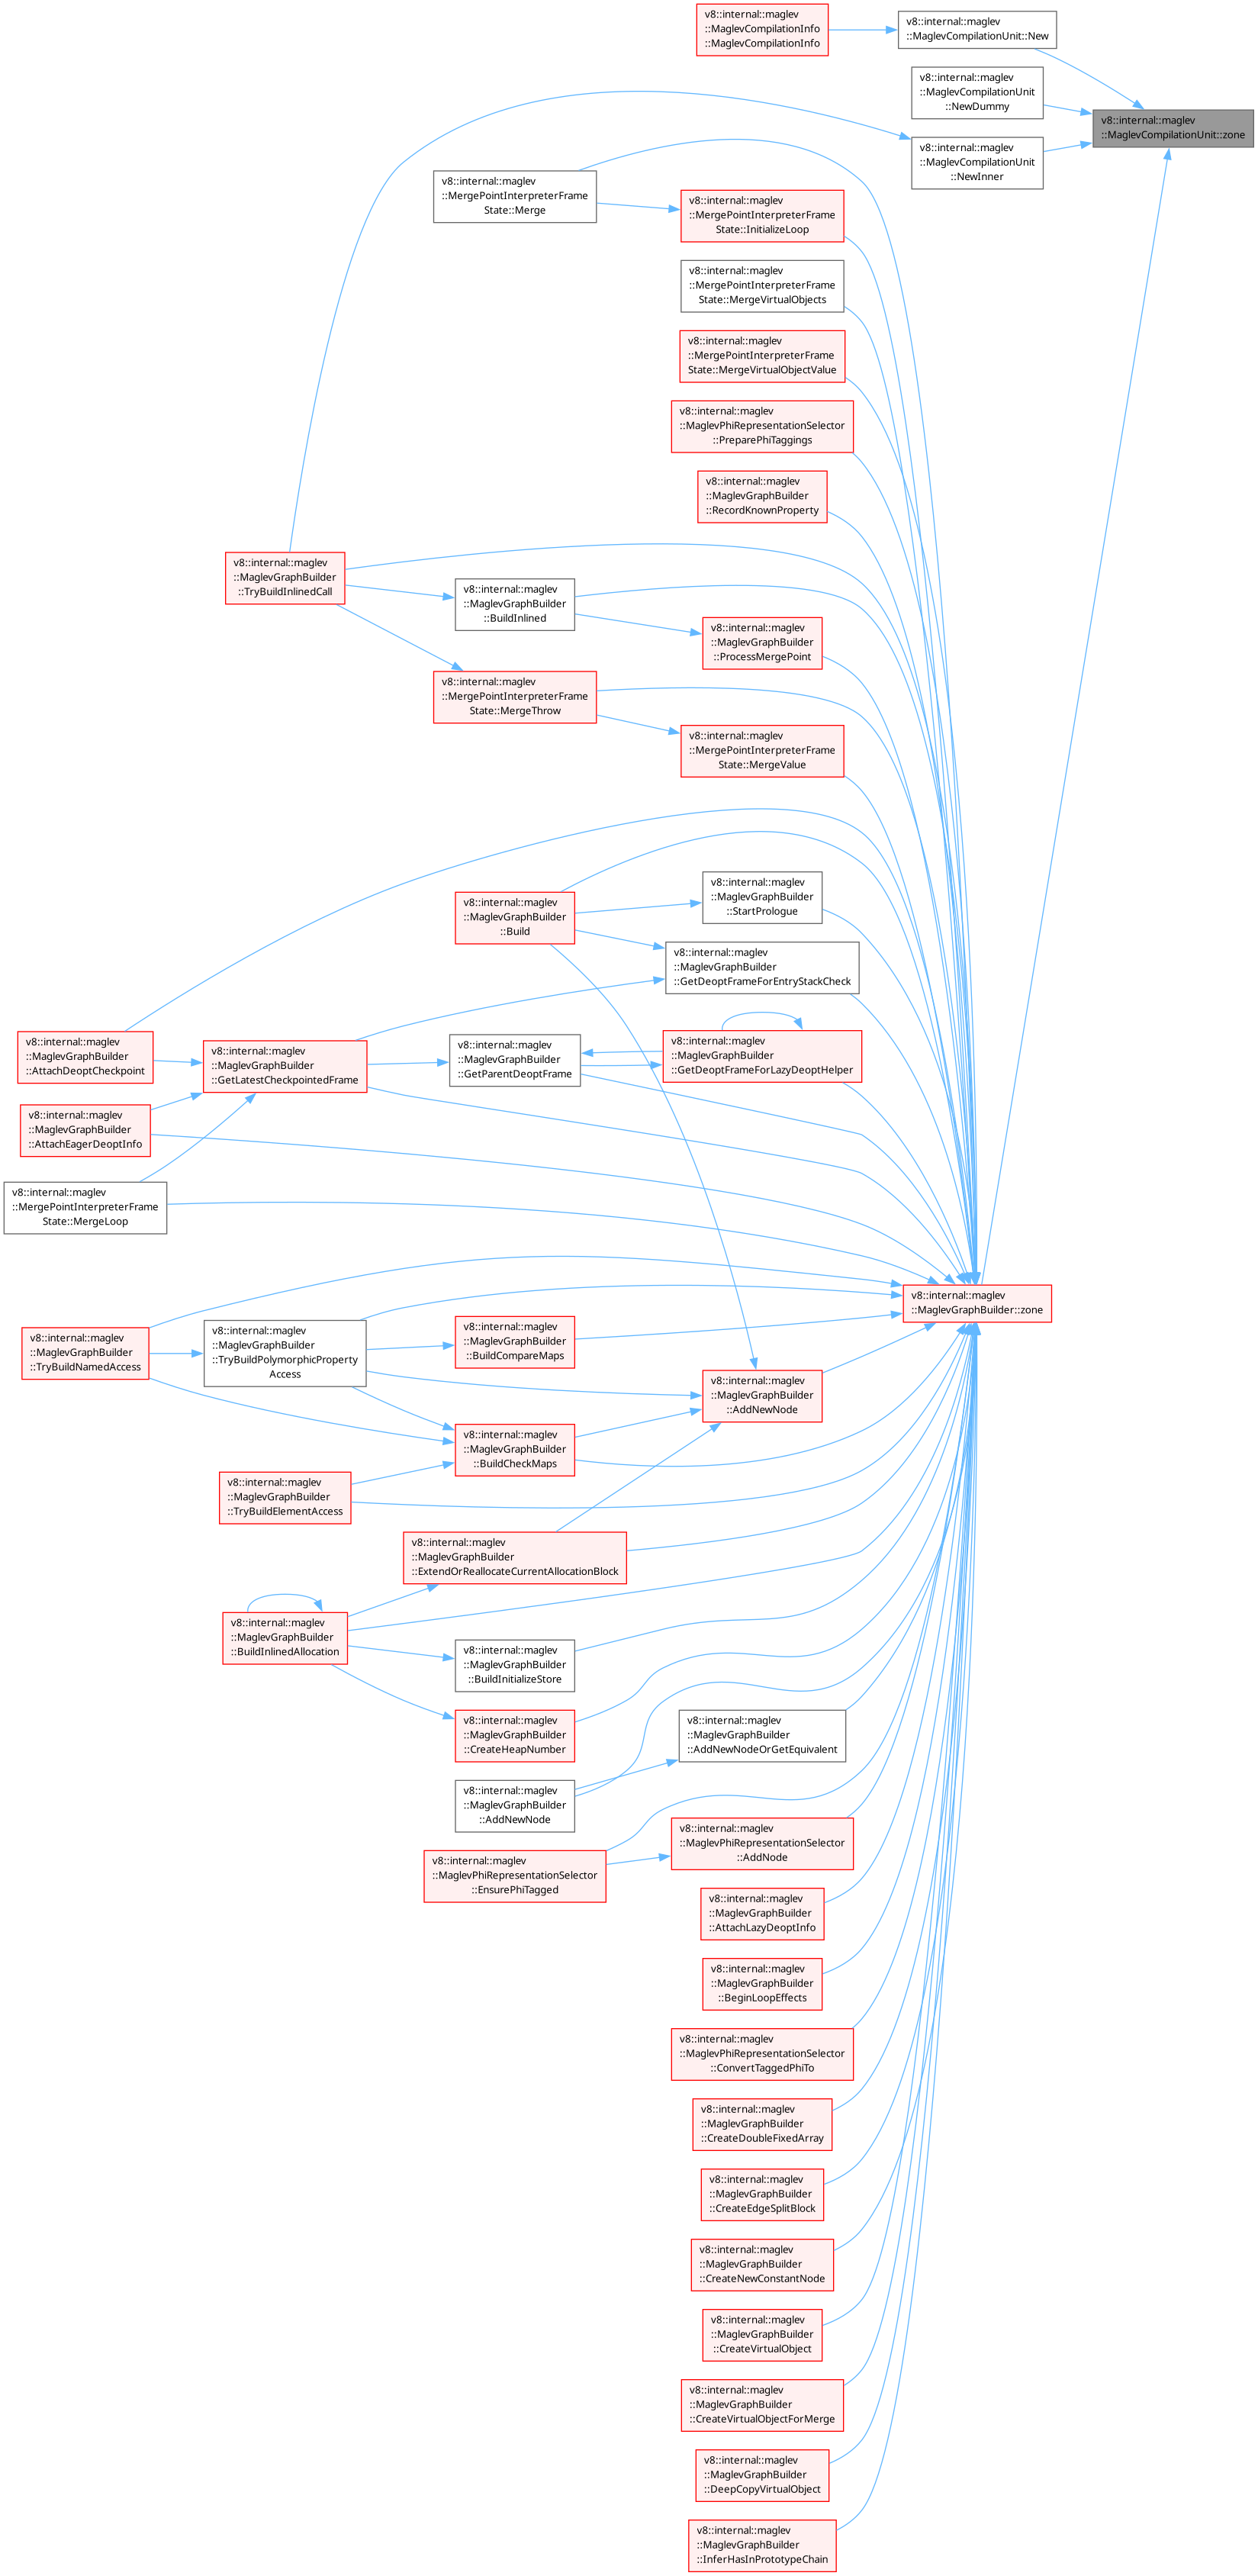 v8::internal::maglev
::MaglevCompilationInfo
::MaglevCompilationInfo
v8::internal::maglev
::MaglevCompilationUnit::New
v8::internal::maglev
::MaglevCompilationUnit
::NewDummy
v8::internal::maglev
::MaglevCompilationUnit::zone
v8::internal::maglev
::MaglevCompilationUnit
::NewInner
v8::internal::maglev
::MergePointInterpreterFrame
State::Merge
v8::internal::maglev
::MergePointInterpreterFrame
State::InitializeLoop
v8::internal::maglev
::MergePointInterpreterFrame
State::MergeVirtualObjects
v8::internal::maglev
::MergePointInterpreterFrame
State::MergeVirtualObjectValue
v8::internal::maglev
::MaglevPhiRepresentationSelector
::PreparePhiTaggings
v8::internal::maglev
::MaglevGraphBuilder
::RecordKnownProperty
v8::internal::maglev
::MaglevGraphBuilder
::TryBuildInlinedCall
v8::internal::maglev
::MaglevGraphBuilder
::BuildInlined
v8::internal::maglev
::MaglevGraphBuilder
::ProcessMergePoint
v8::internal::maglev
::MergePointInterpreterFrame
State::MergeThrow
v8::internal::maglev
::MergePointInterpreterFrame
State::MergeValue
v8::internal::maglev
::MaglevGraphBuilder
::Build
v8::internal::maglev
::MaglevGraphBuilder
::StartPrologue
v8::internal::maglev
::MaglevGraphBuilder
::GetDeoptFrameForEntryStackCheck
v8::internal::maglev
::MaglevGraphBuilder
::AttachDeoptCheckpoint
v8::internal::maglev
::MaglevGraphBuilder
::GetLatestCheckpointedFrame
v8::internal::maglev
::MaglevGraphBuilder
::GetParentDeoptFrame
v8::internal::maglev
::MaglevGraphBuilder
::GetDeoptFrameForLazyDeoptHelper
v8::internal::maglev
::MaglevGraphBuilder
::AttachEagerDeoptInfo
v8::internal::maglev
::MergePointInterpreterFrame
State::MergeLoop
v8::internal::maglev
::MaglevGraphBuilder::zone
v8::internal::maglev
::MaglevGraphBuilder
::TryBuildNamedAccess
v8::internal::maglev
::MaglevGraphBuilder
::TryBuildPolymorphicProperty
Access
v8::internal::maglev
::MaglevGraphBuilder
::BuildCompareMaps
v8::internal::maglev
::MaglevGraphBuilder
::AddNewNode
v8::internal::maglev
::MaglevGraphBuilder
::BuildCheckMaps
v8::internal::maglev
::MaglevGraphBuilder
::TryBuildElementAccess
v8::internal::maglev
::MaglevGraphBuilder
::ExtendOrReallocateCurrentAllocationBlock
v8::internal::maglev
::MaglevGraphBuilder
::BuildInlinedAllocation
v8::internal::maglev
::MaglevGraphBuilder
::BuildInitializeStore
v8::internal::maglev
::MaglevGraphBuilder
::CreateHeapNumber
v8::internal::maglev
::MaglevGraphBuilder
::AddNewNodeOrGetEquivalent
v8::internal::maglev
::MaglevGraphBuilder
::AddNewNode
v8::internal::maglev
::MaglevPhiRepresentationSelector
::AddNode
v8::internal::maglev
::MaglevPhiRepresentationSelector
::EnsurePhiTagged
v8::internal::maglev
::MaglevGraphBuilder
::AttachLazyDeoptInfo
v8::internal::maglev
::MaglevGraphBuilder
::BeginLoopEffects
v8::internal::maglev
::MaglevPhiRepresentationSelector
::ConvertTaggedPhiTo
v8::internal::maglev
::MaglevGraphBuilder
::CreateDoubleFixedArray
v8::internal::maglev
::MaglevGraphBuilder
::CreateEdgeSplitBlock
v8::internal::maglev
::MaglevGraphBuilder
::CreateNewConstantNode
v8::internal::maglev
::MaglevGraphBuilder
::CreateVirtualObject
v8::internal::maglev
::MaglevGraphBuilder
::CreateVirtualObjectForMerge
v8::internal::maglev
::MaglevGraphBuilder
::DeepCopyVirtualObject
v8::internal::maglev
::MaglevGraphBuilder
::InferHasInPrototypeChain